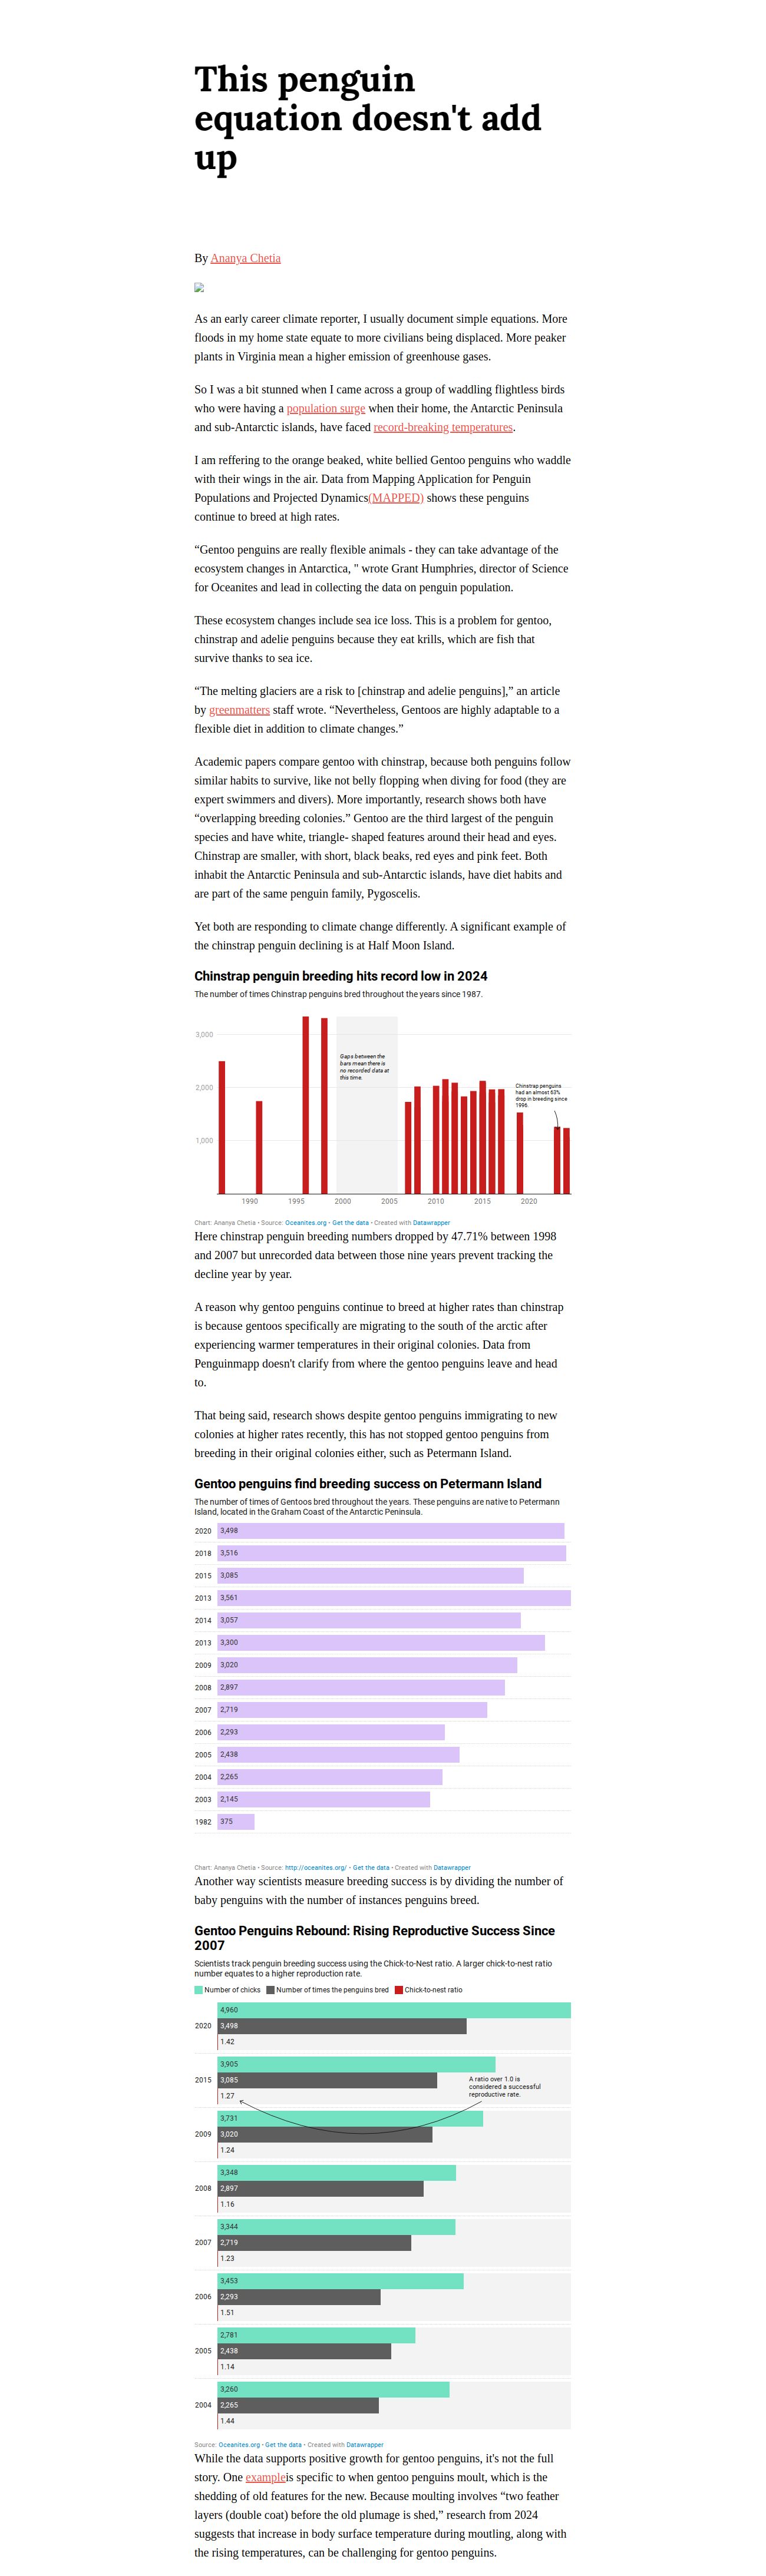 This penguin
equation doesn't add
up
By Ananya Chetia
As an early career climate reporter, I usually document simple equations. More
floods in my home state equate to more civilians being displaced. More peaker
plants in Virginia mean a higher emission of greenhouse gases.
So I was a bit stunned when I came across a group of waddling flightless birds
who were having a population surge when their home, the Antarctic Peninsula
and sub-Antarctic islands, have faced record-breaking temperatures.
I am reffering to the orange beaked, white bellied Gentoo penguins who waddle
with their wings in the air. Data from Mapping Application for Penguin
Populations and Projected Dynamics(MAPPED) shows these penguins
continue to breed at high rates.
“Gentoo penguins are really flexible animals - they can take advantage of the
ecosystem changes in Antarctica, " wrote Grant Humphries, director of Science
for Oceanites and lead in collecting the data on penguin population.
These ecosystem changes include sea ice loss. This is a problem for gentoo,
chinstrap and adelie penguins because they eat krills, which are fish that
survive thanks to sea ice.
“The melting glaciers are a risk to [chinstrap and adelie penguins],” an article
by greenmatters staff wrote. “Nevertheless, Gentoos are highly adaptable to a
flexible diet in addition to climate changes.”
Academic papers compare gentoo with chinstrap, because both penguins follow
similar habits to survive, like not belly flopping when diving for food (they are
expert swimmers and divers). More importantly, research shows both have
“overlapping breeding colonies.” Gentoo are the third largest of the penguin
species and have white, triangle- shaped features around their head and eyes.
Chinstrap are smaller, with short, black beaks, red eyes and pink feet. Both
inhabit the Antarctic Peninsula and sub-Antarctic islands, have diet habits and
are part of the same penguin family, Pygoscelis.
Yet both are responding to climate change differently. A significant example of
the chinstrap penguin declining is at Half Moon Island.
Chinstrap penguin breeding hits record low in 2024
The number of times Chinstrap penguins bred throughout the years since 1987.
3,000
2,000
1,000
Gaps between the
bars mean there is
no recorded data at
this time.
Chinstrap penguins
had an almost 63%
drop in breeding since
1996.
1990 1995 2000 2005 2010 2015 2020
Chart: Ananya Chetia • Source: Oceanites.org • Get the data • Created with Datawrapper
Here chinstrap penguin breeding numbers dropped by 47.71% between 1998
and 2007 but unrecorded data between those nine years prevent tracking the
decline year by year.
A reason why gentoo penguins continue to breed at higher rates than chinstrap
is because gentoos specifically are migrating to the south of the arctic after
experiencing warmer temperatures in their original colonies. Data from
Penguinmapp doesn't clarify from where the gentoo penguins leave and head
to.
That being said, research shows despite gentoo penguins immigrating to new
colonies at higher rates recently, this has not stopped gentoo penguins from
breeding in their original colonies either, such as Petermann Island.
Gentoo penguins find breeding success on Petermann Island
The number of times of Gentoos bred throughout the years. These penguins are native to Petermann
Island, located in the Graham Coast of the Antarctic Peninsula.
2020 3,498
2018 3,516
2015 3,085
2013 3,561
2014 3,057
2013 3,300
2009 3,020
2008 2,897
2007 2,719
2006 2,293
2005 2,438
2004 2,265
2003 2,145
1982 375
Chart: Ananya Chetia • Source: http://oceanites.org/ • Get the data • Created with Datawrapper
Another way scientists measure breeding success is by dividing the number of
baby penguins with the number of instances penguins breed.
Gentoo Penguins Rebound: Rising Reproductive Success Since
2007
Scientists track penguin breeding success using the Chick-to-Nest ratio. A larger chick-to-nest ratio
number equates to a higher reproduction rate.
Number of chicks Number of times the penguins bred Chick-to-nest ratio
4,960
2020 3,498
1.42
3,905
2015 3,085
1.27
A ratio over 1.0 is
considered a successful
reproductive rate.
3,731
2009 3,020
1.24
3,348
2008 2,897
1.16
3,344
2007 2,719
1.23
3,453
2006 2,293
1.51
2,781
2005 2,438
1.14
3,260
2004 2,265
1.44
Source: Oceanites.org • Get the data • Created with Datawrapper
While the data supports positive growth for gentoo penguins, it's not the full
story. One exampleis specific to when gentoo penguins moult, which is the
shedding of old features for the new. Because moulting involves “two feather
layers (double coat) before the old plumage is shed,” research from 2024
suggests that increase in body surface temperature during moutling, along with
the rising temperatures, can be challenging for gentoo penguins.